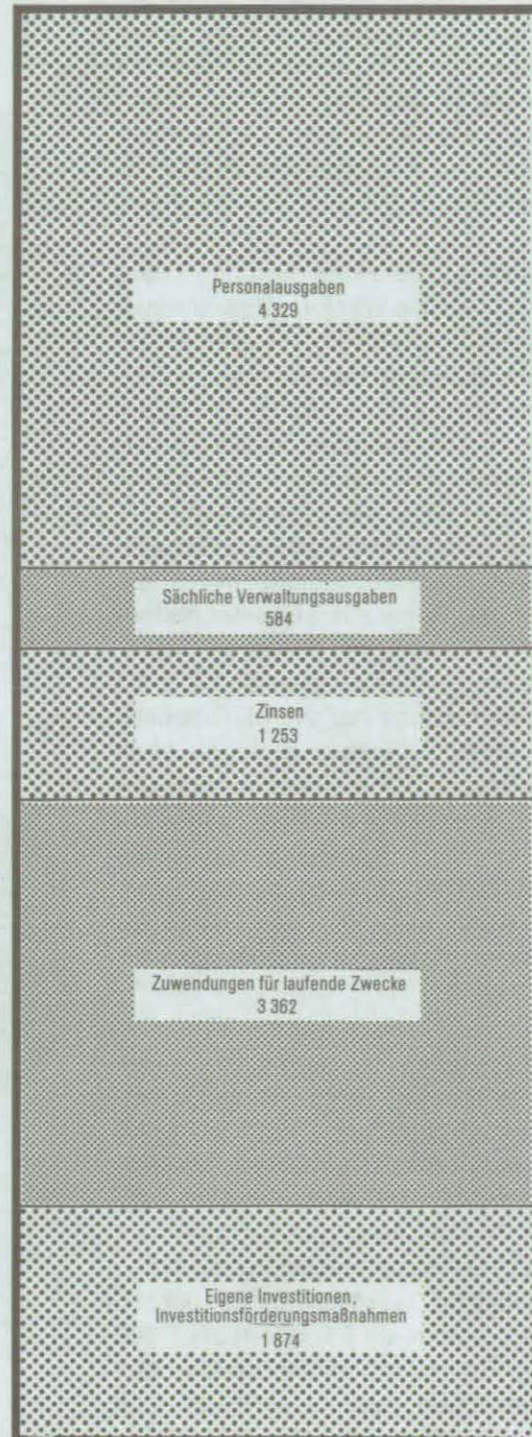 Personalausgaben
4 329
Sächliche Verwaltungsausgaben
584
Zinsen
1 253
Zuwendungen für laufende Zwecke
3 362
Eigene Investitionen,
Investitionsförderungsmaßnahmen
1 874